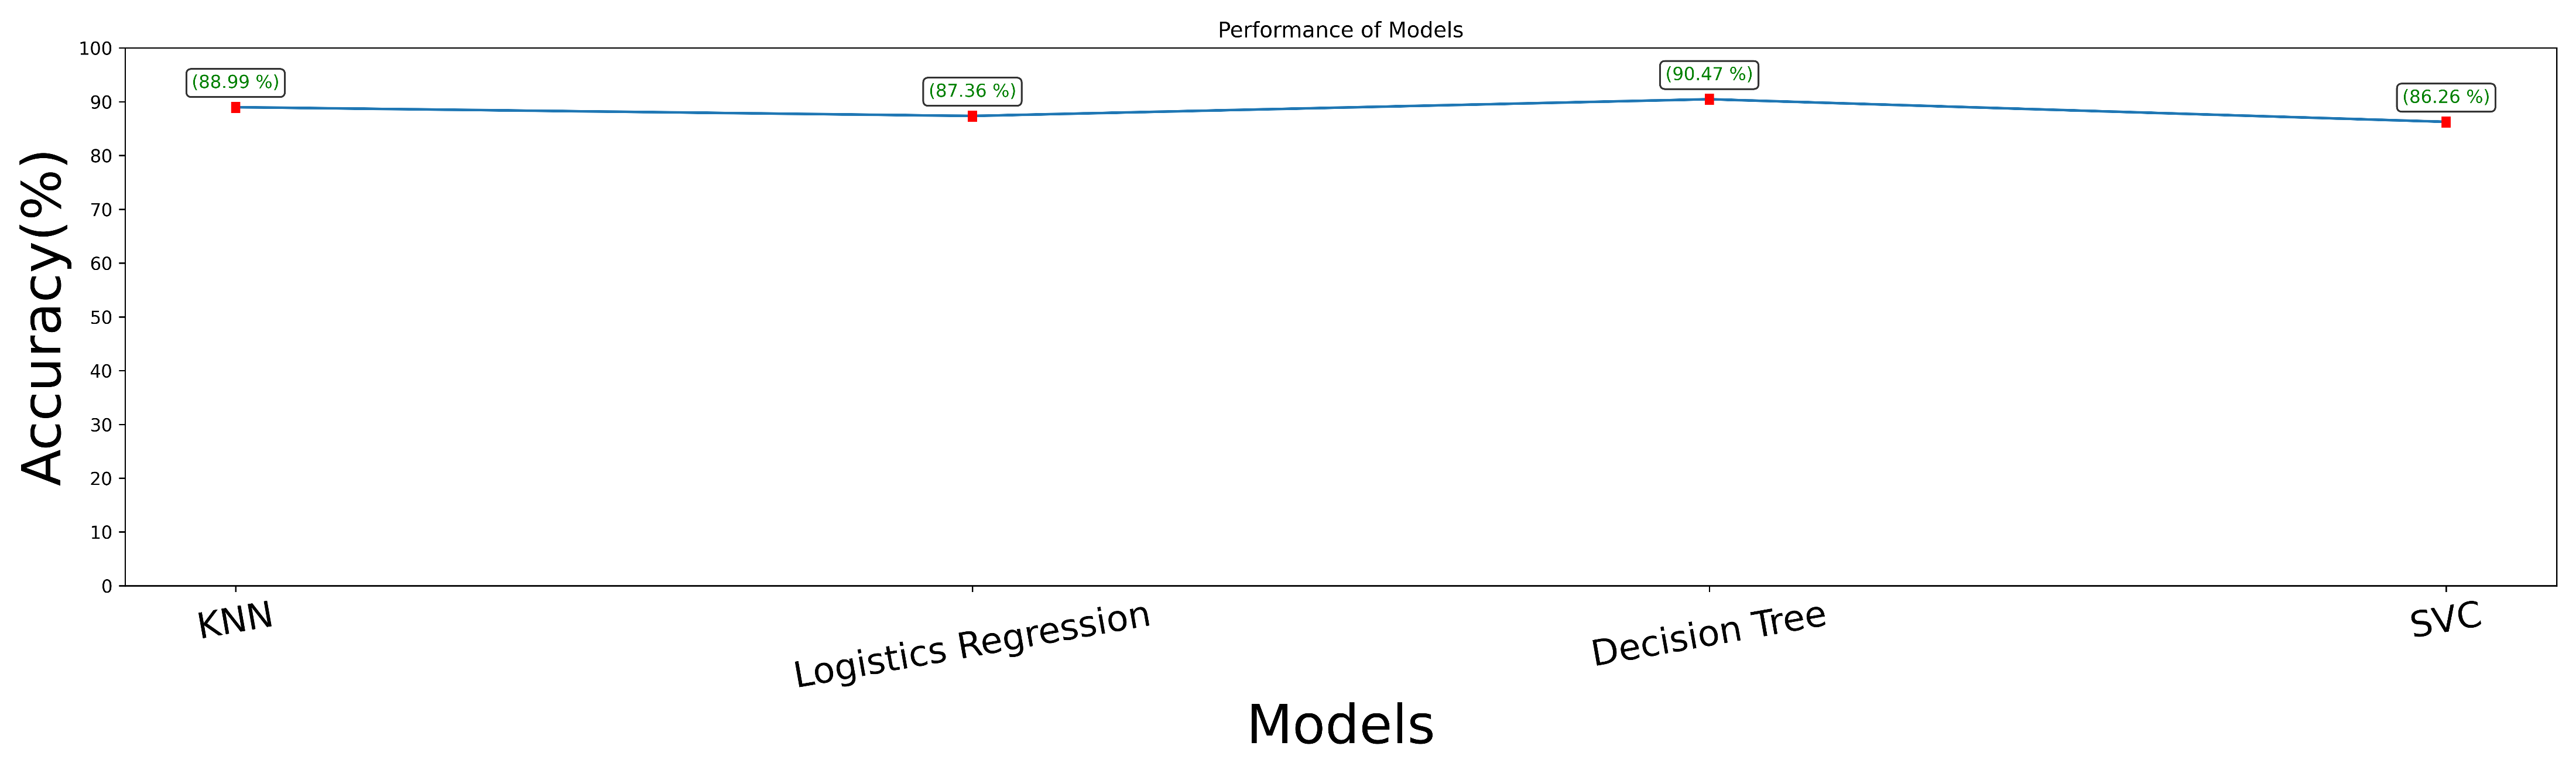 Performance of Models
Accuracy(%)
100
90
80
70
60
50
40
30
20
10
0
(88.99 %)
(87.36 %)
(90.47 %)
(86.26 %)
KNN
Logistics Regression
Decision Tree
SVC
Models